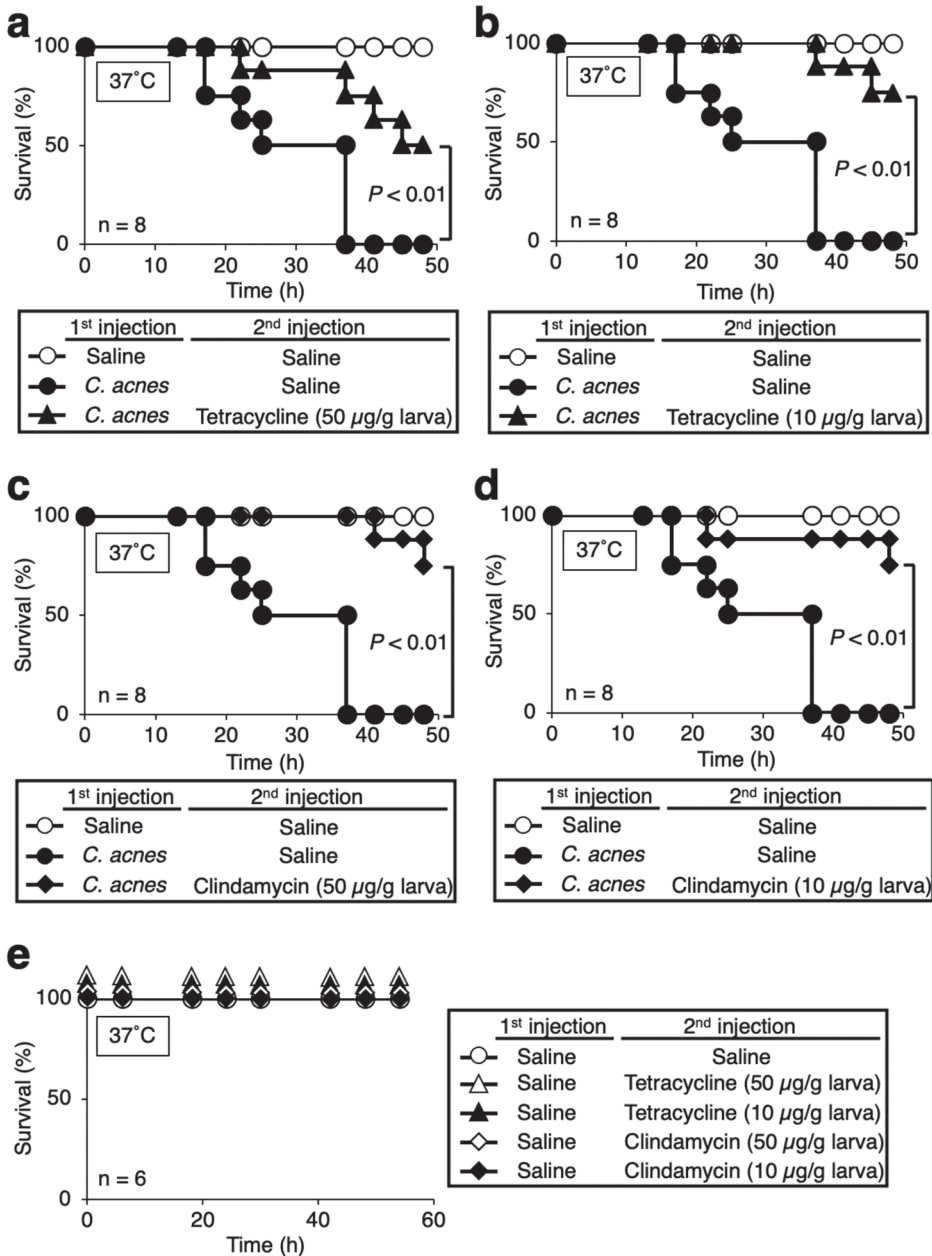 a
Survival (%)
100
50
0
37˚C
n = 8
P < 0.01
0 10 20 30 40 50
Time (h)
1st injection 2nd injection
Saline Saline
C. acnes Saline
C. acnes Tetracycline (50 µg/g larva)
b
Survival (%)
100
50
0
37˚C
n = 8
P < 0.01
0 10 20 30 40 50
Time (h)
1st injection 2nd injection
Saline Saline
C. acnes Saline
C. acnes Tetracycline (10 µg/g larva)
c
Survival (%)
100
50
0
37˚C
n = 8
P < 0.01
0 10 20 30 40 50
Time (h)
1st injection 2nd injection
Saline Saline
C. acnes Saline
C. acnes Clindamycin (50 µg/g larva)
d
Survival (%)
100
50
0
37˚C
n = 8
P < 0.01
0 10 20 30 40 50
Time (h)
1st injection 2nd injection
Saline Saline
C. acnes Saline
C. acnes Clindamycin (10 µg/g larva)
e
Survival (%)
100
50
0
37˚C
n = 6
0 20 40 60
Time (h)
1st injection 2nd injection
Saline Saline
Saline Tetracycline (50 µg/g larva)
Saline Tetracycline (10 µg/g larva)
Saline Clindamycin (50 µg/g larva)
Saline Clindamycin (10 µg/g larva)